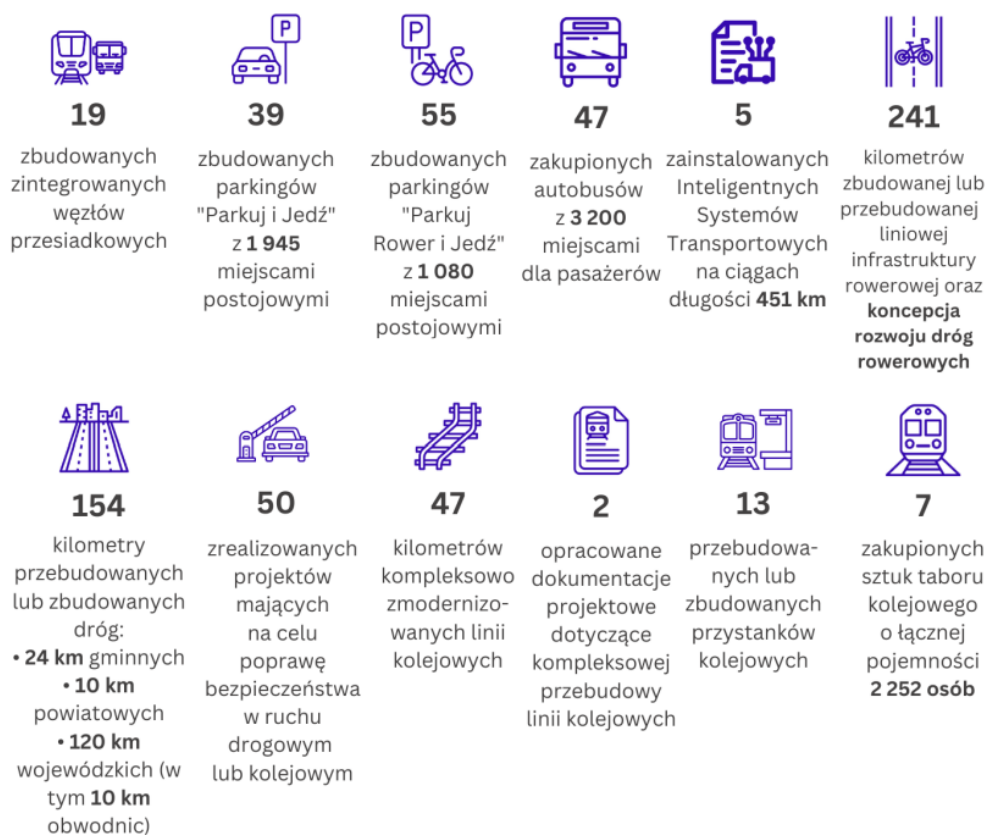 P
P
19
zbudowanych
zintegrowanych
węzłów
przesiadkowych
39
zbudowanych
parkingów
"Parkuj i Jedź"
z 1 945
miejscami
postojowymi
55
zbudowanych
parkingów
"Parkuj
Rower i Jedź"
z 1 080
miejscami
postojowymi
47
zakupionych
autobusów
z 3 200
miejscami
dla pasażerów
5
zainstalowanych
Inteligentnych
Systemów
Transportowych
na ciągach
długości 451 km
241
kilometrów
zbudowanej lub
przebudowanej
liniowej
infrastruktury
rowerowej oraz
koncepcja
rozwoju dróg
rowerowych
154
kilometry
przebudowanych
lub zbudowanych
dróg:
• 24 km gminnych
• 10 km
powiatowych
• 120 km
wojewódzkich (w
tym 10 km
obwodnic)
50
zrealizowanych
projektów
mających
na celu
poprawę
bezpieczeństwa
w ruchu
drogowym
lub kolejowym
47
kilometrów
kompleksowo
zmodernizo-
wanych linii
kolejowych
2
opracowane
dokumentacje
projektowe
dotyczące
kompleksowej
przebudowy
linii kolejowych
13
przebudowa-
nych lub
zbudowanych
przystanków
kolejowych
7
zakupionych
sztuk taboru
kolejowego
o łącznej
pojemności
2 252 osób